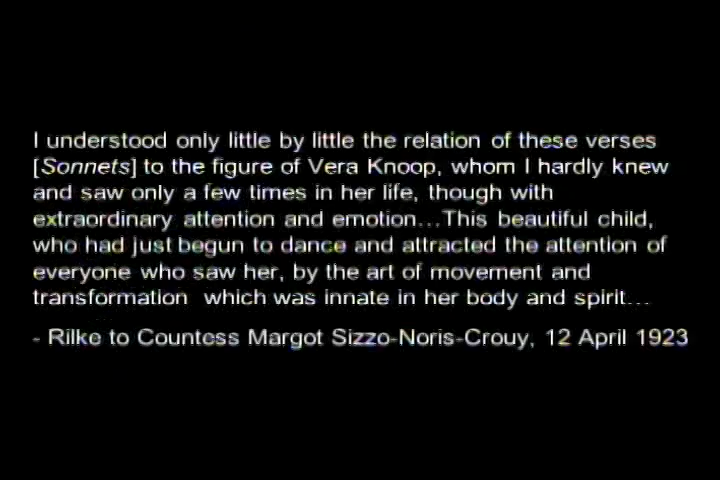 I understood only little by little the relation of these verses
[Sonnets] to the figure of Vera Knoop, whom I hardly knew
and saw only a few times in her life, though with
extraordinary attention and emotion...This beautiful child,
who had just begun to dance and attracted the attention of
everyone who saw her, by the art of movement and
transformation  which was innate in her body and spirit...
- Rilke to Countess Margot Sizzo-Noris-Crouy, 12 April 1923